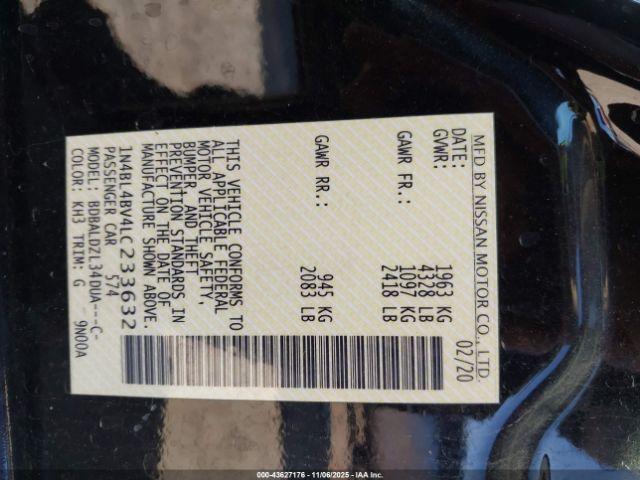 MFD BY NISSAN MOTOR CO., LTD.
DATE: 02/20
GVWR: 1963 KG
4328 LB
GAWR FR.: 1097 KG
2418 LB
GAWR RR.: 945 KG
2083 LB
THIS VEHICLE CONFORMS TO
ALL APPLICABLE FEDERAL
MOTOR VEHICLE SAFETY,
BUMPER, AND THEFT
PREVENTION STANDARDS IN
EFFECT ON THE DATE OF
MANUFACTURE SHOWN ABOVE.
1N4BL4BV4LC233632
PASSENGER CAR 574
MODEL: BDBALDZL34DUA---C-
COLOR: KH3 TRIM: G 9N00A
000-43627176 - 11/06/2025 - IAA Inc.